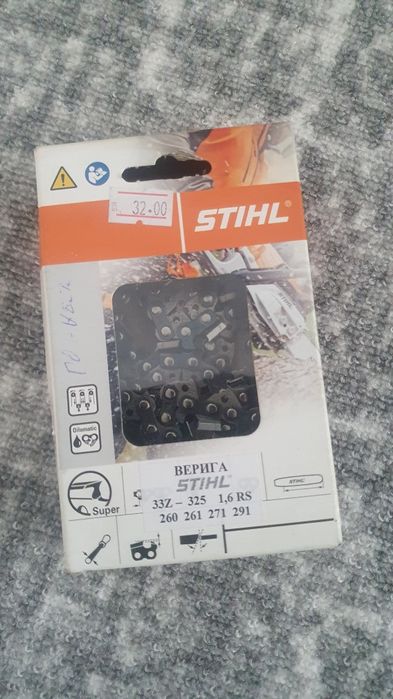 32.00
STIHL®
Oilomatic
Super
ВЕРИГА
STIHL
33Z – 325 1,6 RS
260 261 271 291